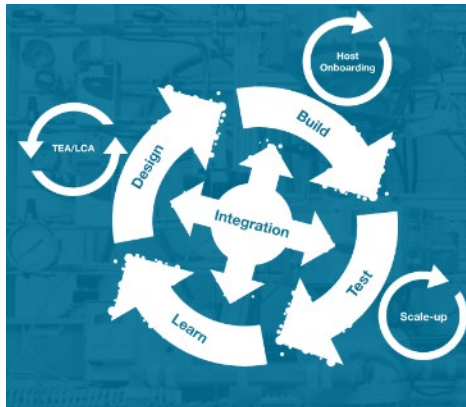 Host
Onboarding
Build
TEA/LCA
Design
Integration
Test
Learn
Scale-up